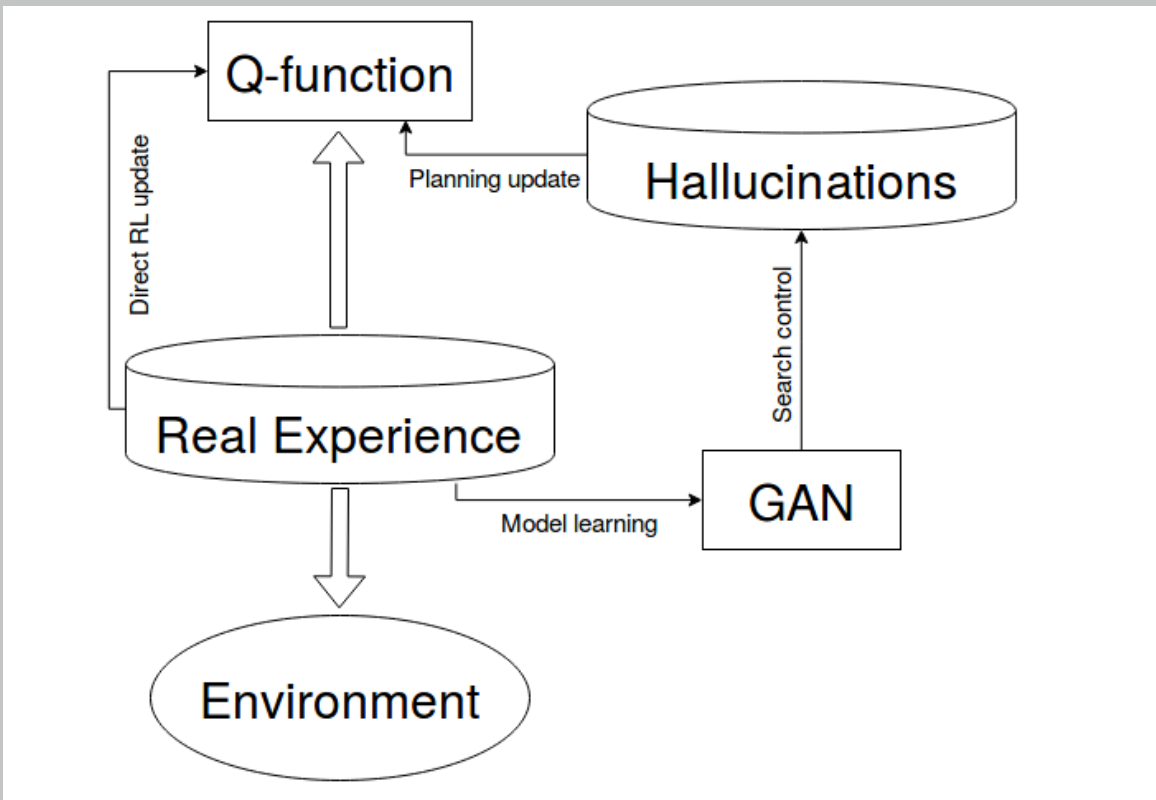 Q-function
Hallucinations
Planning update
Direct RL update
Search control
Real Experience
GAN
Model learning
Environment